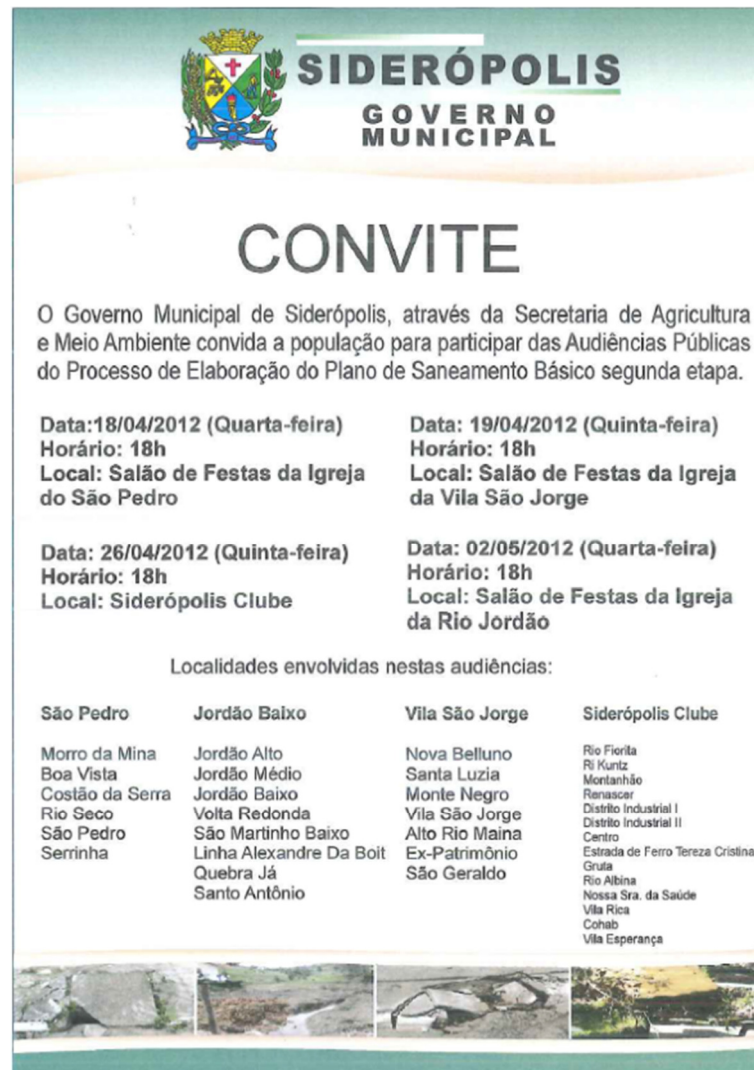 SIDERÓPOLIS
GOVERNO
MUNICIPAL
CONVITE
O Governo Municipal de Siderópolis, através da Secretaria de Agricultura
e Meio Ambiente convida a população para participar das Audiências Públicas
do Processo de Elaboração do Plano de Saneamento Básico segunda etapa.
Data:18/04/2012 (Quarta-feira)
Horário: 18h
Local: Salão de Festas da Igreja
do São Pedro
Data: 19/04/2012 (Quinta-feira)
Horário: 18h
Local: Salão de Festas da Igreja
da Vila São Jorge
Data: 26/04/2012 (Quinta-feira)
Horário: 18h
Local: Siderópolis Clube
Data: 02/05/2012 (Quarta-feira)
Horário: 18h
Local: Salão de Festas da Igreja
da Rio Jordão
Localidades envolvidas nestas audiências:
São Pedro
Morro da Mina
Boa Vista
Costão da Serra
Rio Seco
São Pedro
Serrinha
Jordão Baixo
Jordão Alto
Jordão Médio
Jordão Baixo
Volta Redonda
São Martinho Baixo
Linha Alexandre Da Boit
Quebra Já
Santo Antônio
Vila São Jorge
Nova Belluno
Santa Luzia
Monte Negro
Vila São Jorge
Alto Rio Maina
Ex-Patrimônio
São Geraldo
Siderópolis Clube
Rio Fiorita
Ri Kuntz
Montanhão
Renascer
Distrito Industrial I
Distrito Industrial II
Centro
Estrada de Ferro Tereza Cristina
Gruta
Rio Albina
Nossa Sra. da Saúde
Vila Rica
Cohab
Vila Esperança